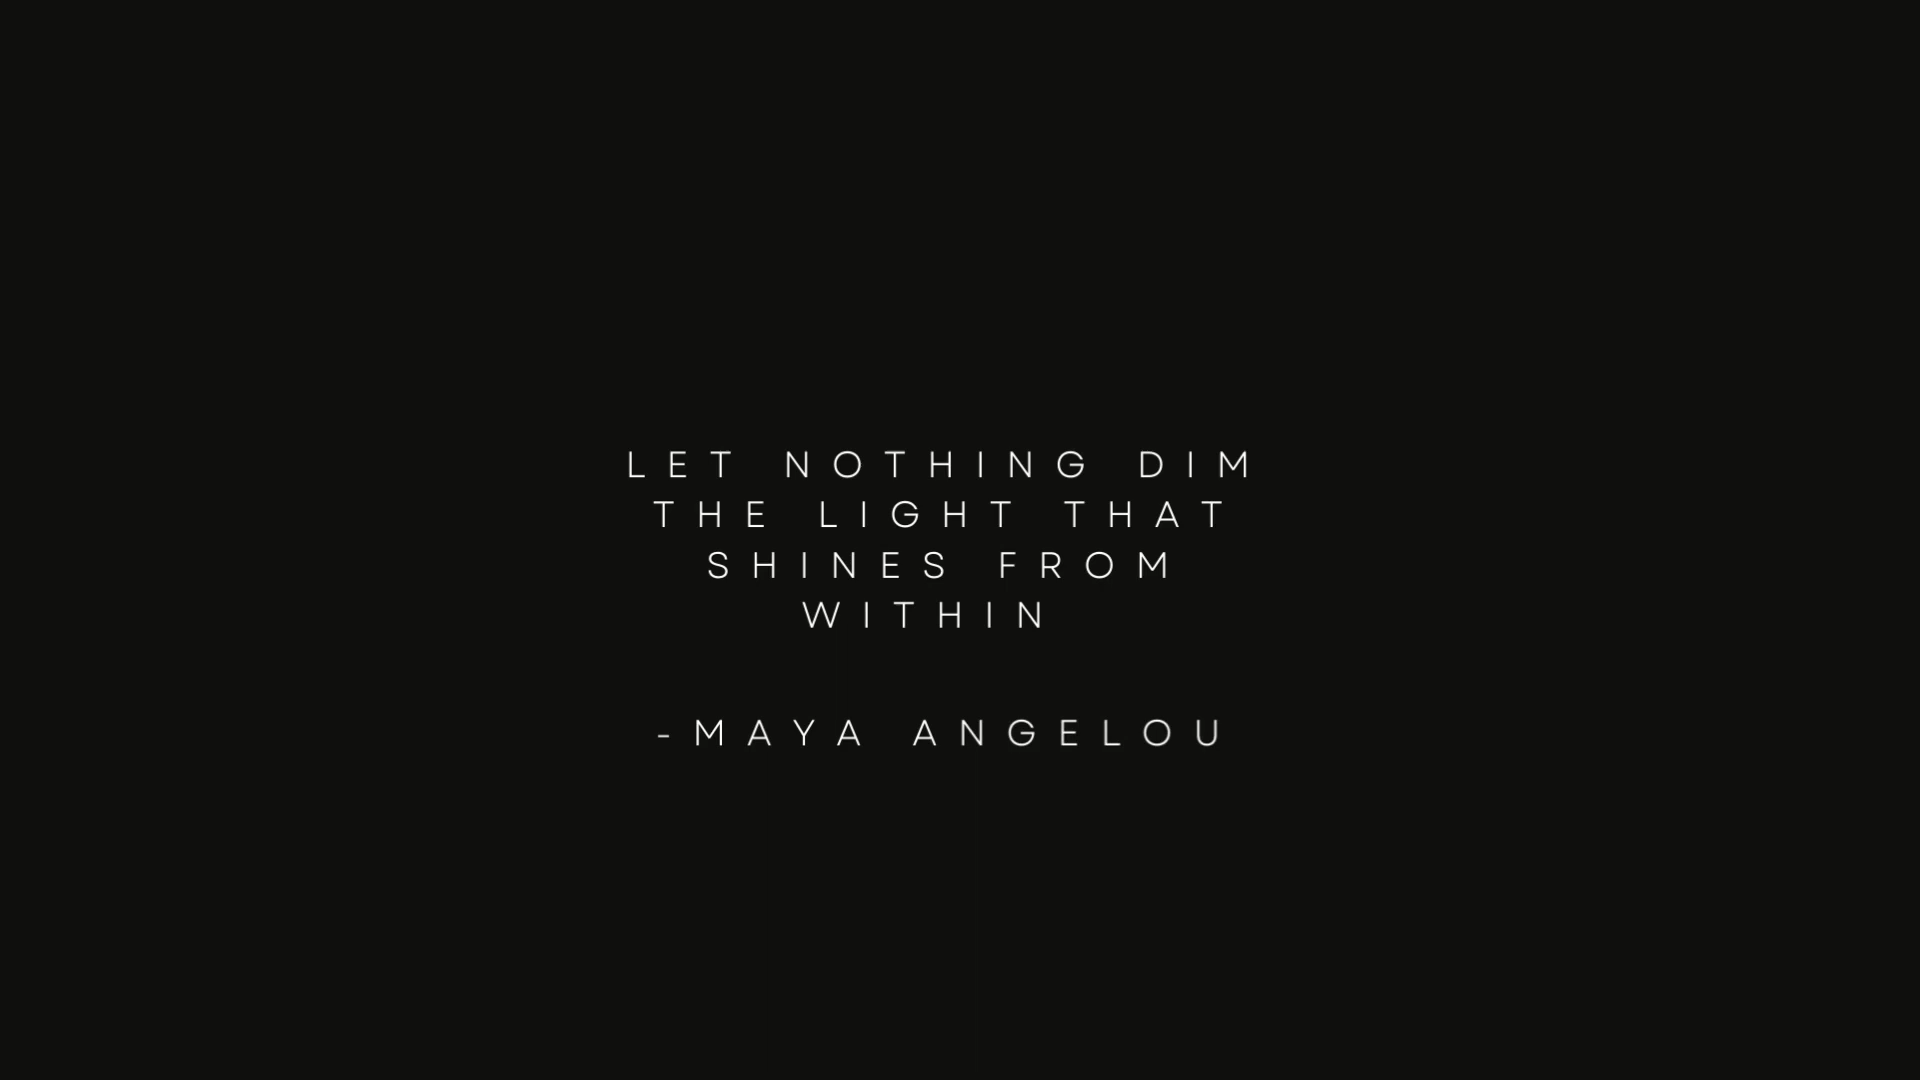 LET NOTHING DIM
THE LIGHT THAT
SHINES FROM
WITHIN
-MAYA ANGELOU